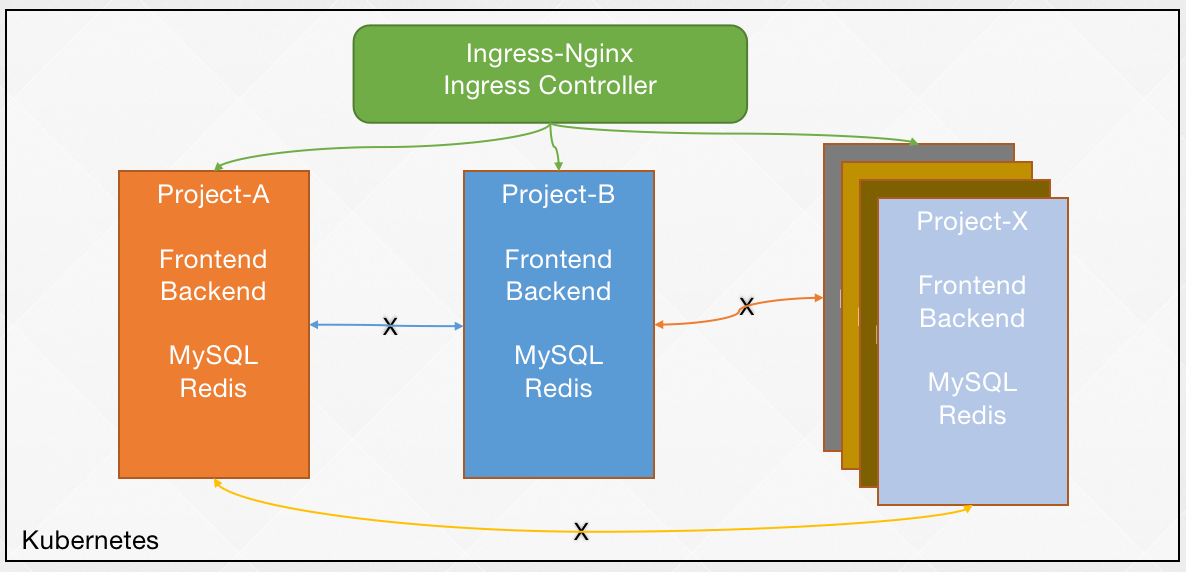 Ingress-Nginx
Ingress Controller
Project-A
Frontend
Backend
MySQL
Redis
Project-B
Frontend
Backend
MySQL
Redis
Project-X
Frontend
Backend
MySQL
Redis
X
X
X
Kubernetes